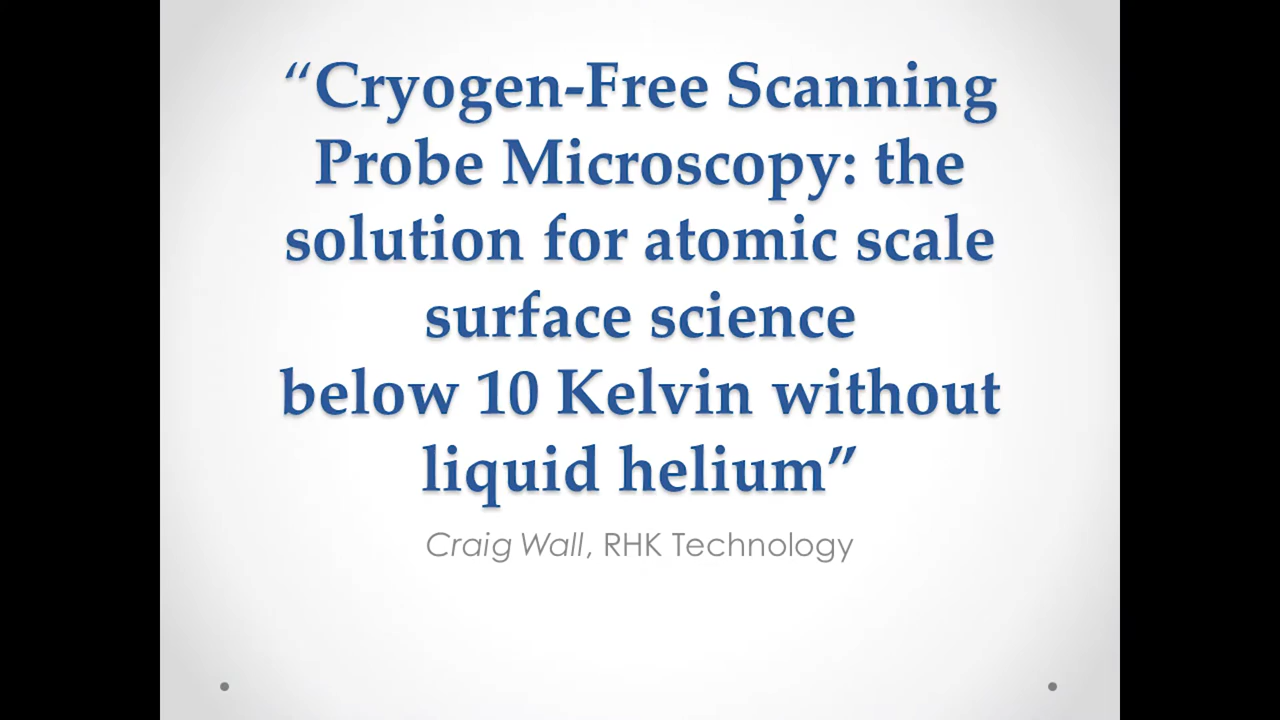 “Cryogen-Free Scanning
Probe Microscopy: the
solution for atomic scale
surface science
below 10 Kelvin without
liquid helium”
Craig Wall, RHK Technology